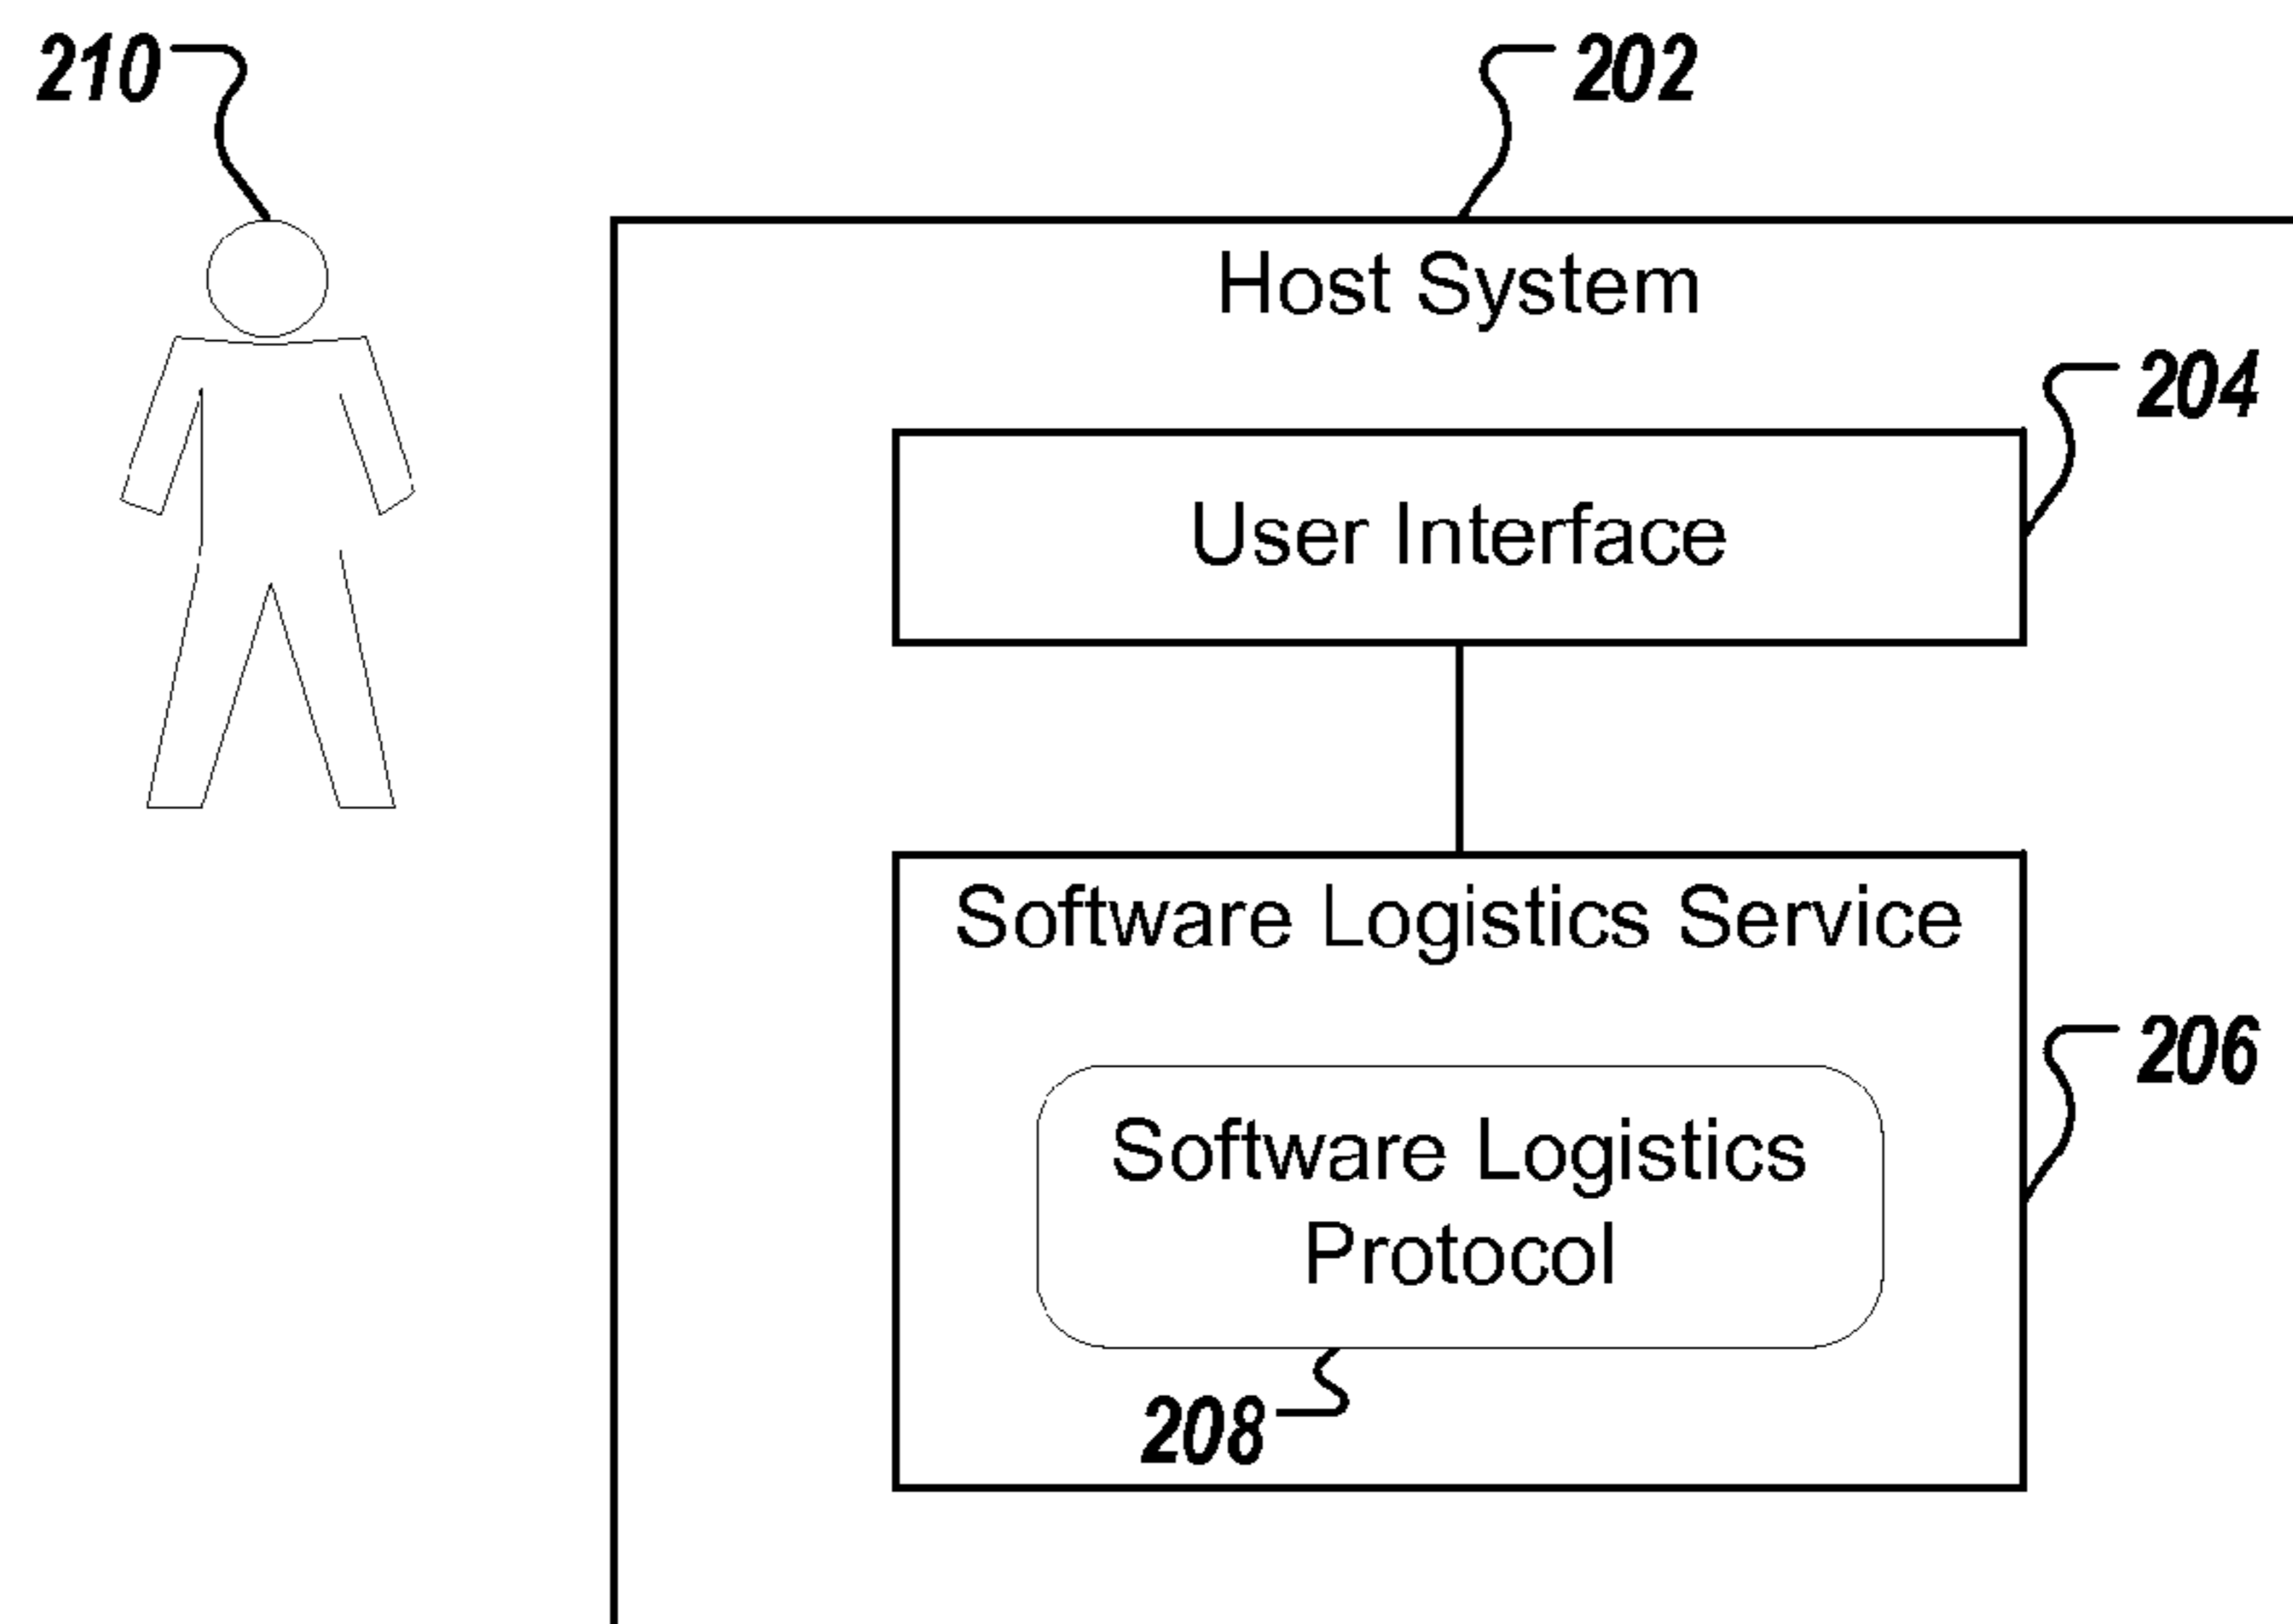 210
202
Host System
204
User Interface
Software Logistics Service
206
Software Logistics
Protocol
208